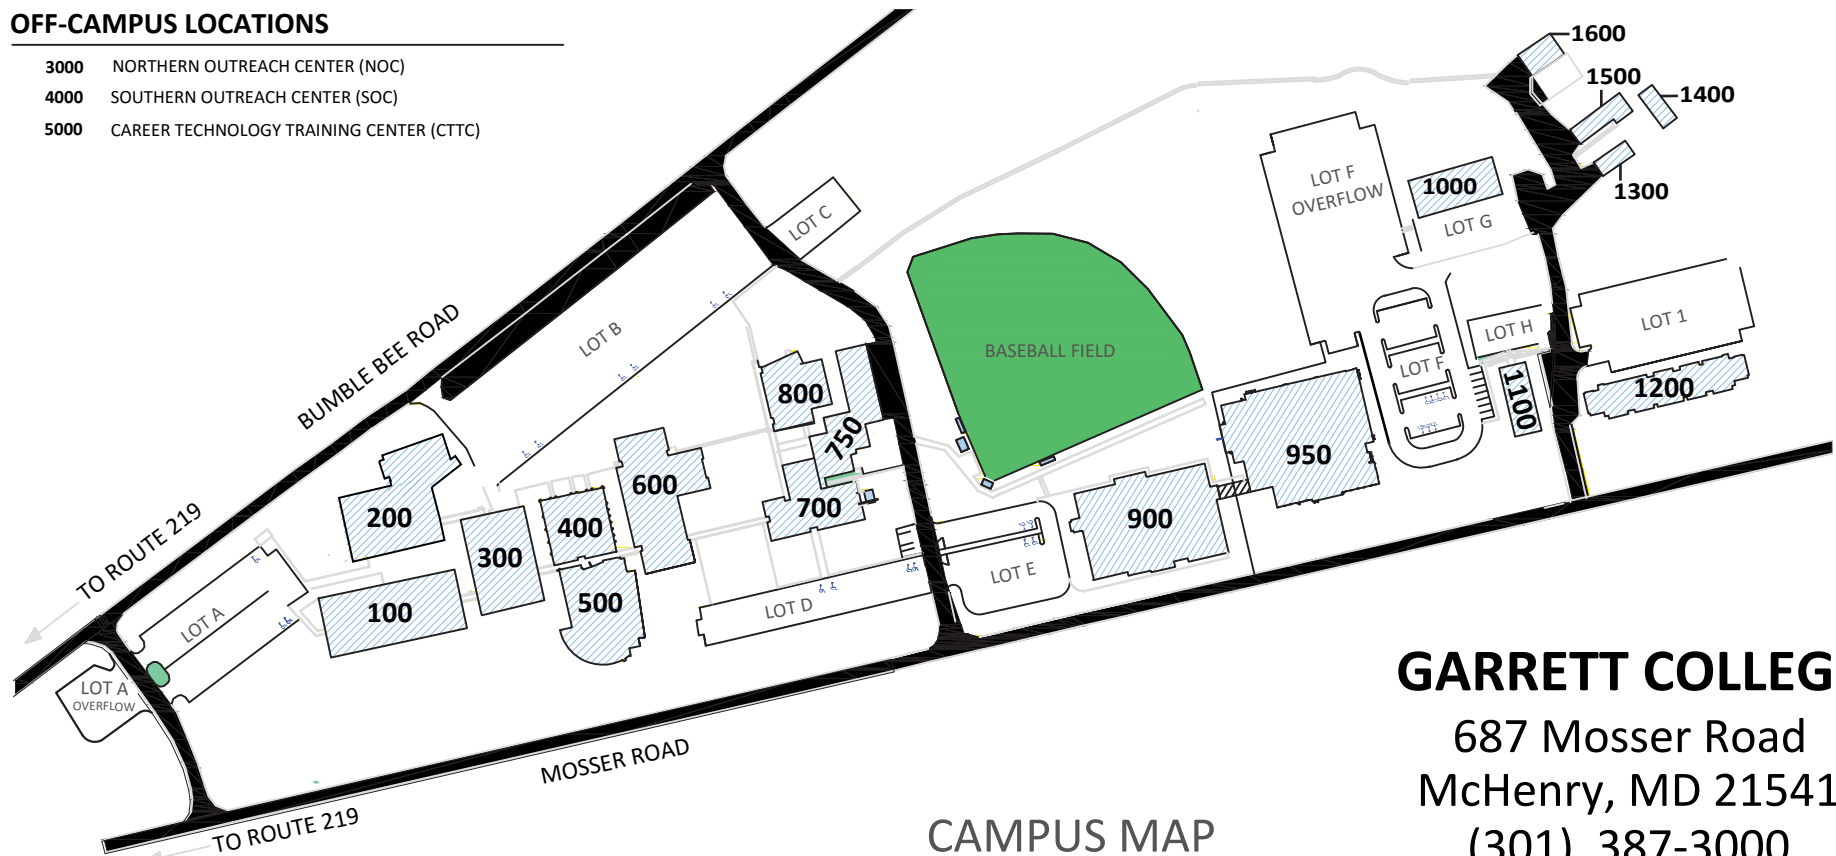 OFF-CAMPUS LOCATIONS
3000 NORTHERN OUTREACH CENTER (NOC)
4000 SOUTHERN OUTREACH CENTER (SOC)
5000 CAREER TECHNOLOGY TRAINING CENTER (CTTC)
1600
1500
1400
1300
LOT F
OVERFLOW
1000
LOT G
LOT C
BUMBLE BEE ROAD
LOT B
BASEBALL FIELD
LOT H
LOT 1
LOT F
1100
1200
800
750
950
600
700
900
200
400
300
500
100
TO ROUTE 219
LOT A
LOT A
OVERFLOW
LOT D
LOT E
MOSSER ROAD
TO ROUTE 219
CAMPUS MAP
GARRETT COLLEG
687 Mosser Road
McHenry, MD 21541
(301) 387-3000